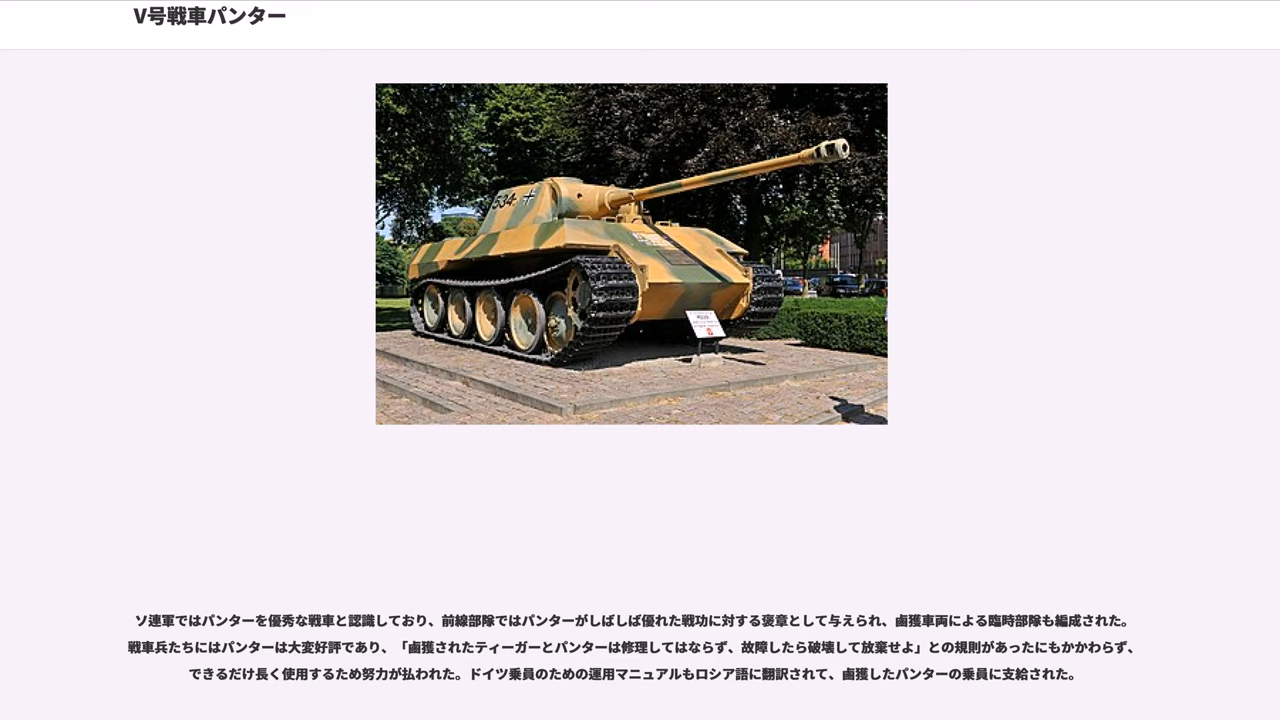 V号戦車パンター
534
ソ連軍ではパンターを優秀な戦車と認識しており、前線部隊ではパンターがしばしば優れた戦功に対する褒章として与えられ、鹵獲車両による臨時部隊も編成された。
戦車兵たちにはパンターは大変好評であり、「鹵獲されたティーガーとパンターは修理してはならず、故障したら破壊して放棄せよ」との規則があったにもかかわらず、
できるだけ長く使用するため努力が払われた。ドイツ乗員のための運用マニュアルもロシア語に翻訳されて、鹵獲したパンターの乗員に支給された。